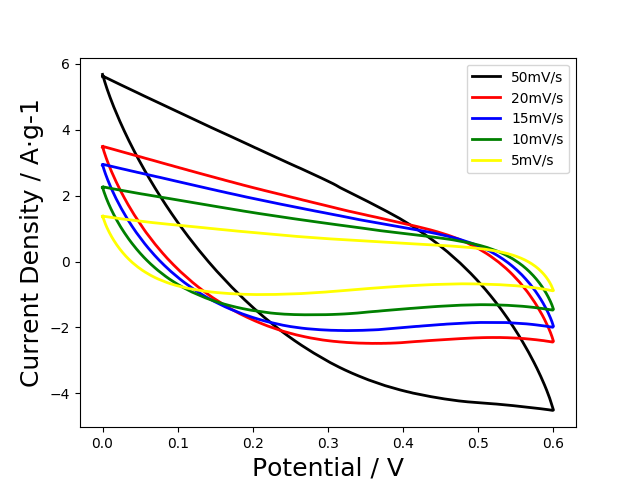 6
4
2
0
−2
−4
0.0
0.1
0.2
0.3
0.4
0.5
0.6
Current Density / A·g-1
Potential / V
50mV/s
20mV/s
15mV/s
10mV/s
5mV/s